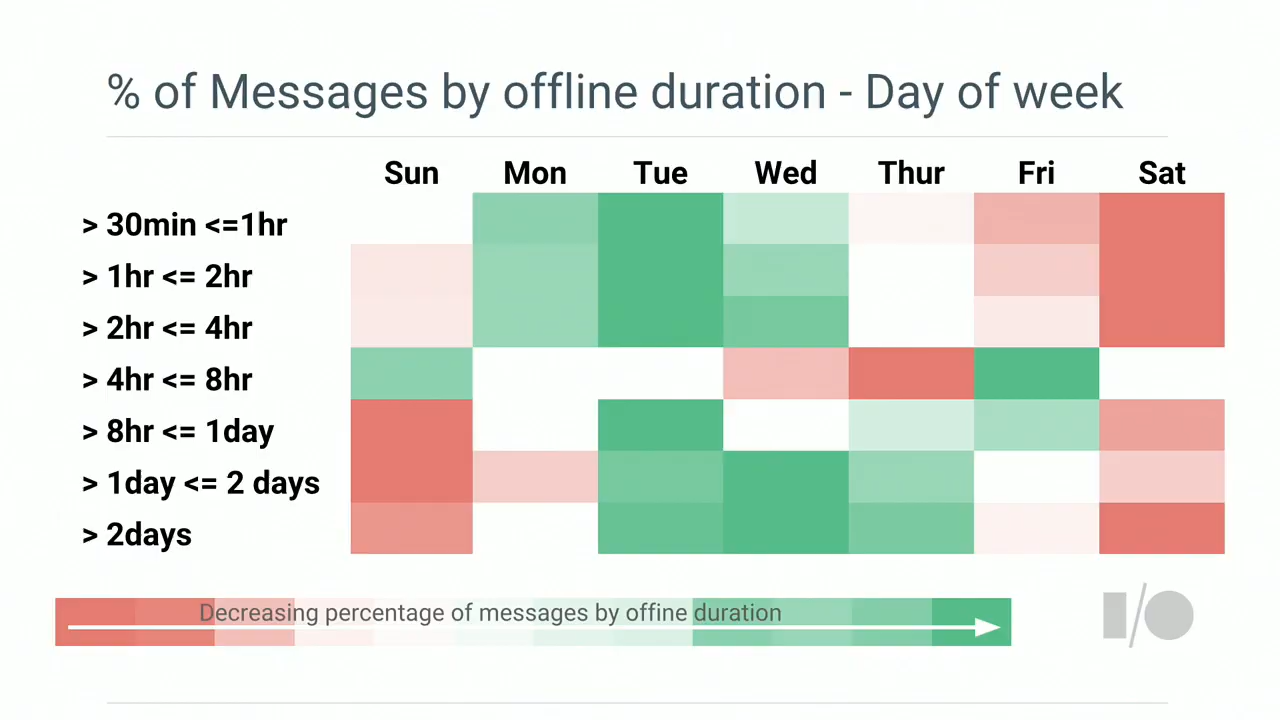 % of Messages by offline duration - Day of week
Sun Mon Tue Wed Thur Fri Sat
> 30min <=1hr
> 1hr <= 2hr
> 2hr <= 4hr
> 4hr <= 8hr
> 8hr <= 1day
> 1day <= 2 days
> 2days
Decreasing percentage of messages by offine duration
I/O